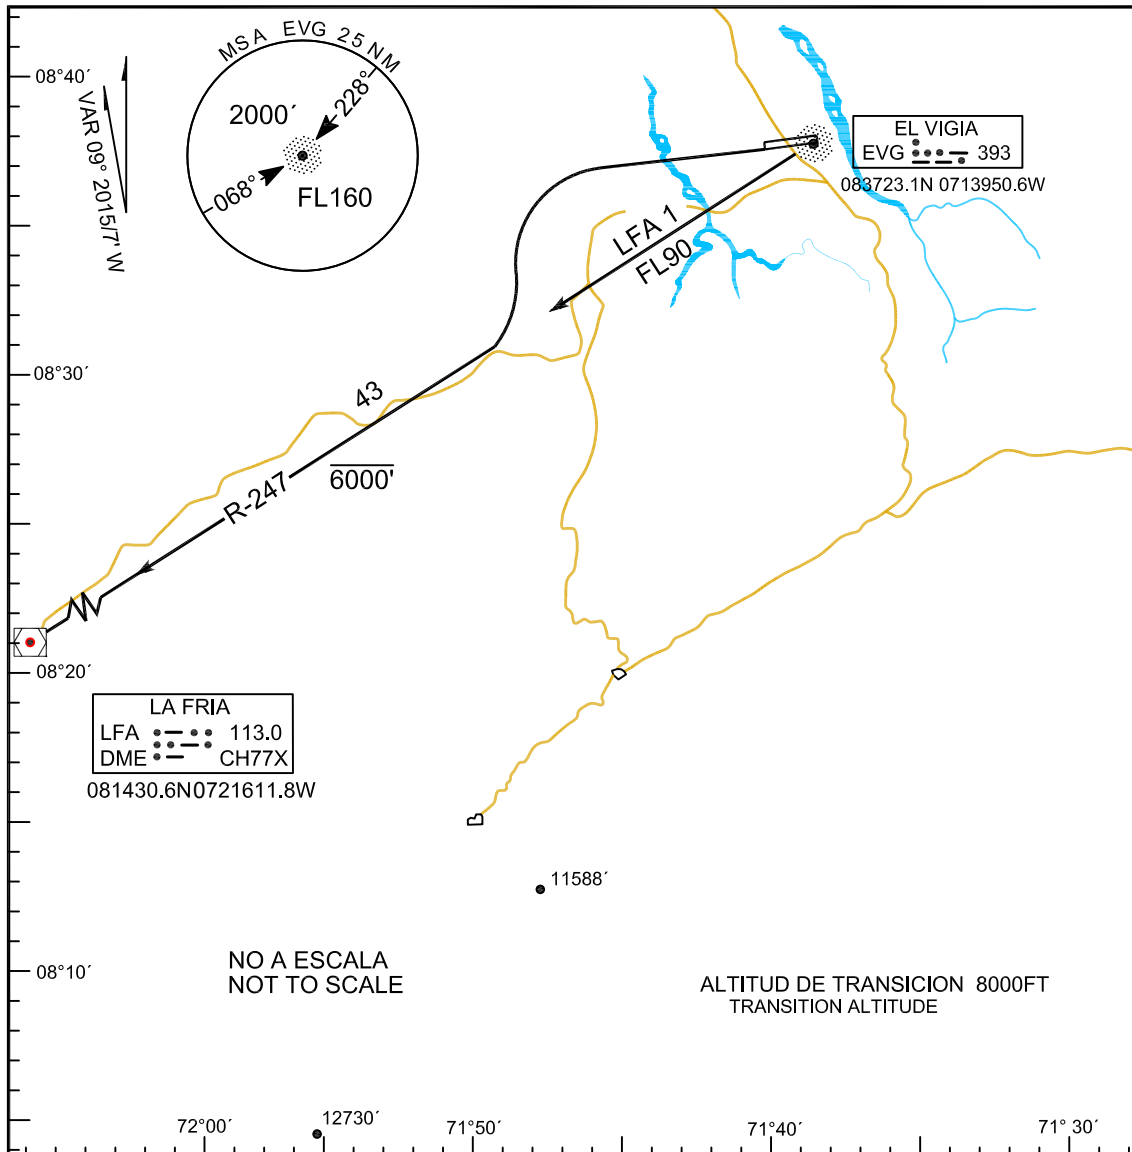 MSA EVG 25 NM
08°40´
VAR 09° 2015/7' W
2000´
228°
068°
FL160
EL VIGIA
EVG 393
083723.1N 0713950.6W
LFA 1
FL90
08°30´
43
6000'
R-247
08°20´
LA FRIA
LFA 113.0
DME CH77X
081430.6N0721611.8W
11588´
08°10´
NO A ESCALA
NOT TO SCALE
ALTITUD DE TRANSICION 8000FT
TRANSITION ALTITUDE
72°00´
12730´
71°50´
71°40´
71° 30´